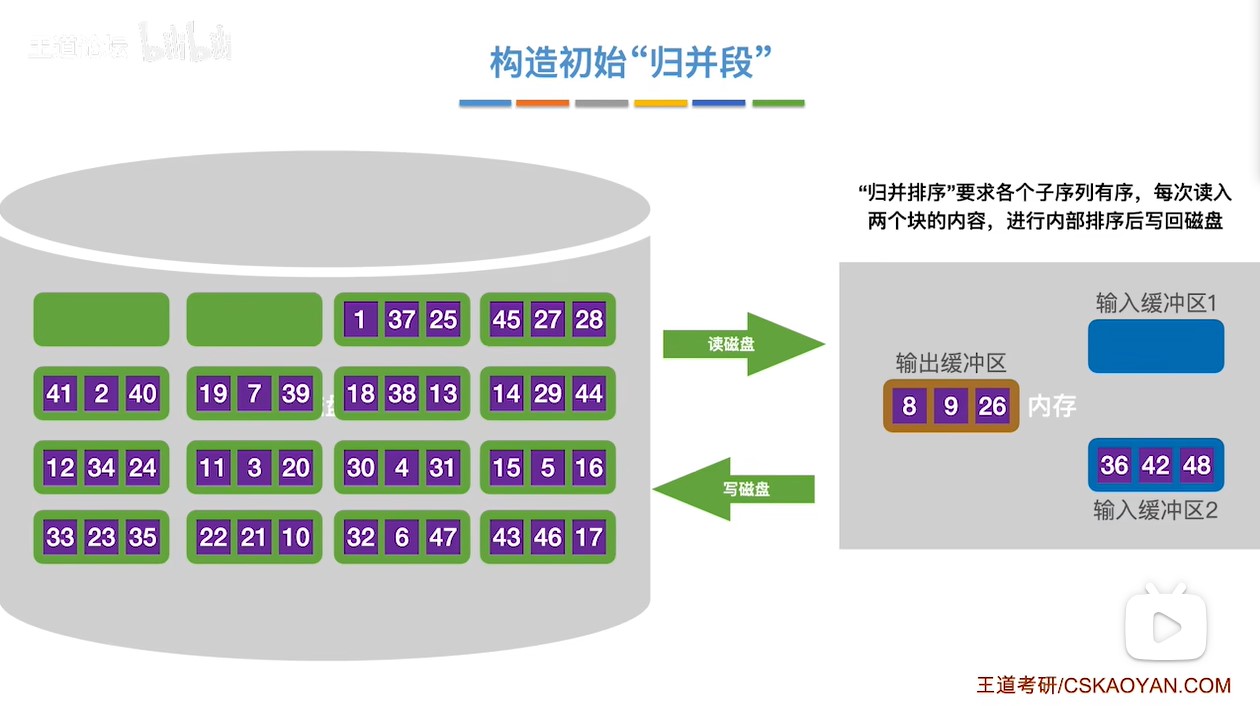 王道论坛 bilibili
构造初始“归并段”
“归并排序”要求各个子序列有序，每次读入
两个块的内容，进行内部排序后写回磁盘
1 37 25 45 27 28
41 2 40 19 7 39 18 38 13 14 29 44
12 34 24 11 3 20 30 4 31 15 5 16
33 23 35 22 21 10 32 6 47 43 46 17
读磁盘
写磁盘
输入缓冲区1
输出缓冲区
8 9 26
内存
36 42 48
输入缓冲区2
王道考研/CSKAOYAN.COM